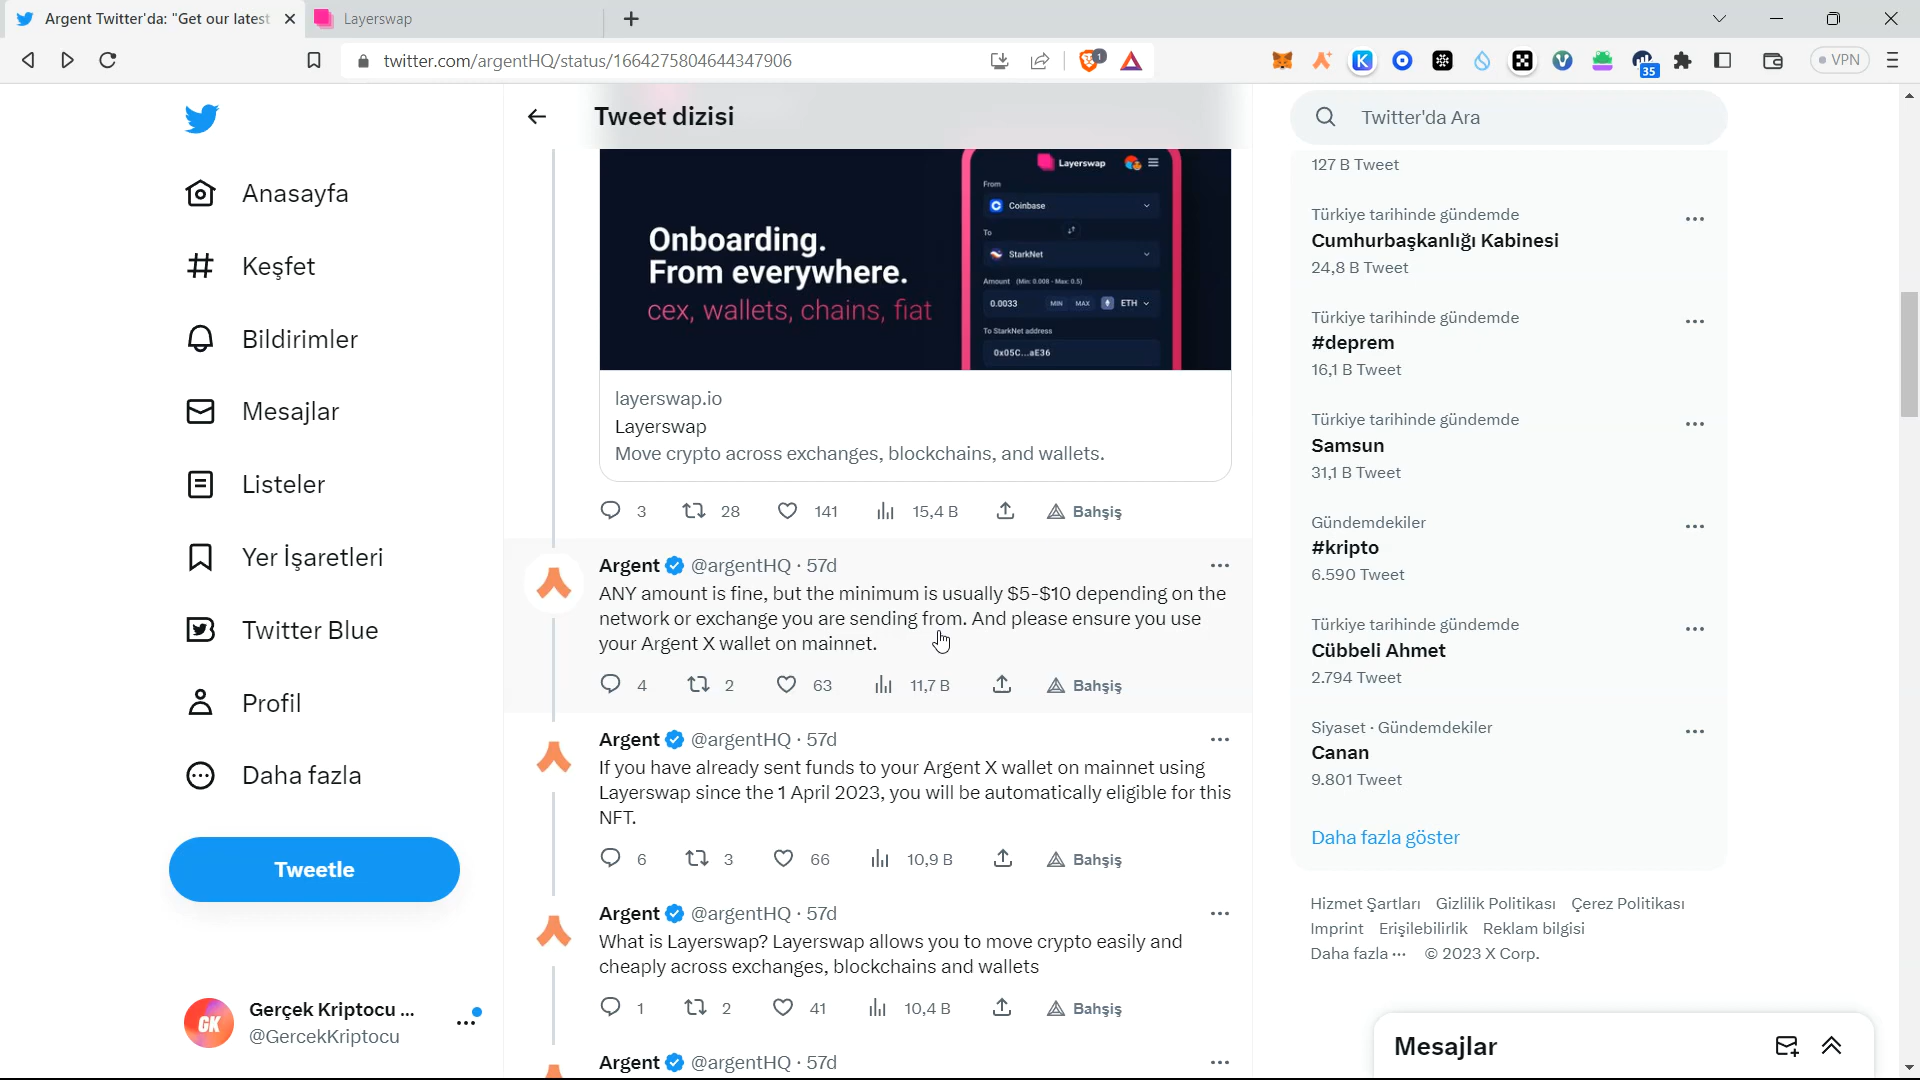 Argent Twitter'da: "Get our latest
Layerswap
twitter.com/argentHQ/status/1664275804644347906
1
35
VPN
Anasayfa
Keşfet
Bildirimler
Mesajlar
Listeler
Yer İşaretleri
Twitter Blue
Profil
Daha fazla
Tweetle
GK
Gerçek Kriptocu ...
@GercekKriptocu
Tweet dizisi
Onboarding.
From everywhere.
cex, wallets, chains, fiat
Layerswap
From
Coinbase
To
StarkNet
Amount (Min: 0.008 - Max: 0.5)
0.0033 MIN MAX ETH
To StarkNet address
0x05C...aE36
layerswap.io
Layerswap
Move crypto across exchanges, blockchains, and wallets.
3 28 141 15,4 B Bahşiş
Argent @argentHQ · 57d
ANY amount is fine, but the minimum is usually $5-$10 depending on the
network or exchange you are sending from. And please ensure you use
your Argent X wallet on mainnet.
4 2 63 11,7 B Bahşiş
Argent @argentHQ · 57d
If you have already sent funds to your Argent X wallet on mainnet using
Layerswap since the 1 April 2023, you will be automatically eligible for this
NFT.
6 3 66 10,9 B Bahşiş
Argent @argentHQ · 57d
What is Layerswap? Layerswap allows you to move crypto easily and
cheaply across exchanges, blockchains and wallets
1 2 41 10,4 B Bahşiş
Argent @argentHQ · 57d
Twitter'da Ara
127 B Tweet
Türkiye tarihinde gündemde
Cumhurbaşkanlığı Kabinesi
24,8 B Tweet
Türkiye tarihinde gündemde
#deprem
16,1 B Tweet
Türkiye tarihinde gündemde
Samsun
31,1 B Tweet
Gündemdekiler
#kripto
6.590 Tweet
Türkiye tarihinde gündemde
Cübbeli Ahmet
2.794 Tweet
Siyaset · Gündemdekiler
Canan
9.801 Tweet
Daha fazla göster
Hizmet Şartları Gizlilik Politikası Çerez Politikası
Imprint Erişilebilirlik Reklam bilgisi
Daha fazla ··· © 2023 X Corp.
Mesajlar